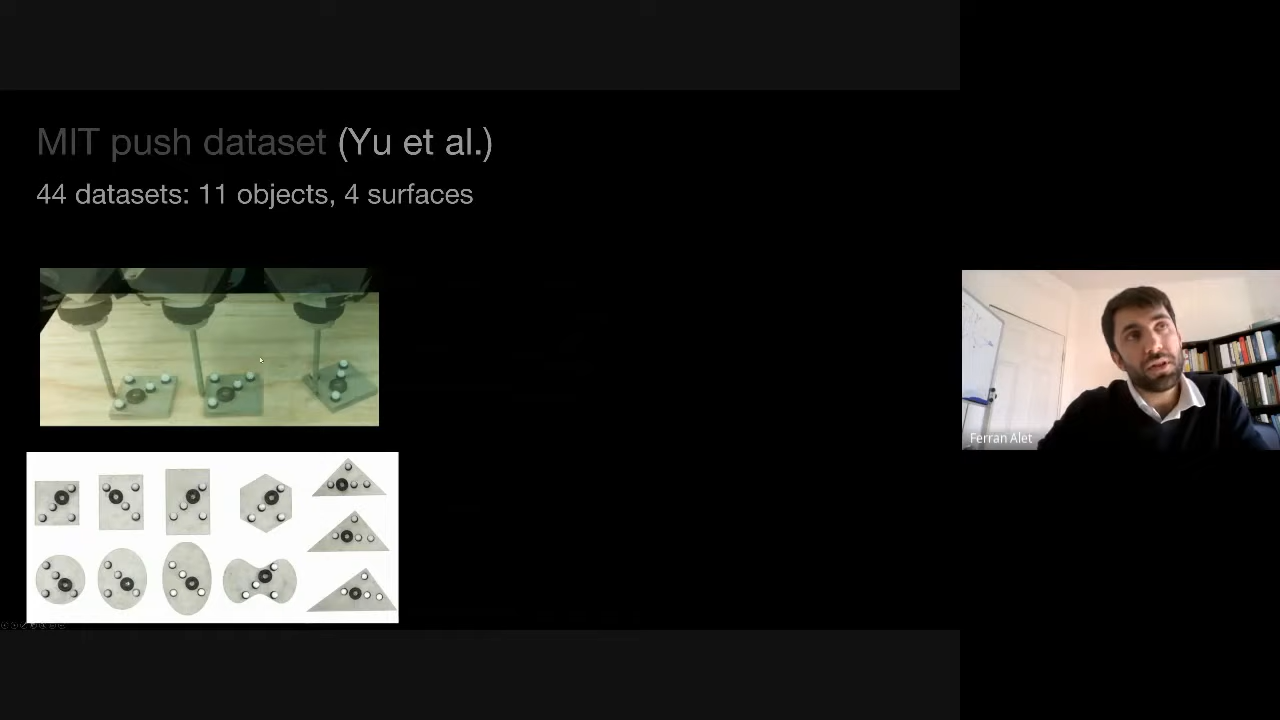 MIT push dataset (Yu et al.)
44 datasets: 11 objects, 4 surfaces
Ferran Alet